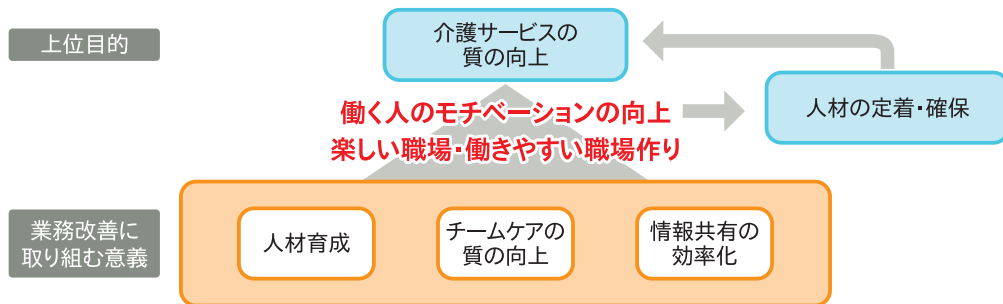 上位目的
介護サービスの
質の向上
働く人のモチベーションの向上
楽しい職場・働きやすい職場作り
人材の定着・確保
業務改善に
取り組む意義
人材育成
チームケアの
質の向上
情報共有の
効率化